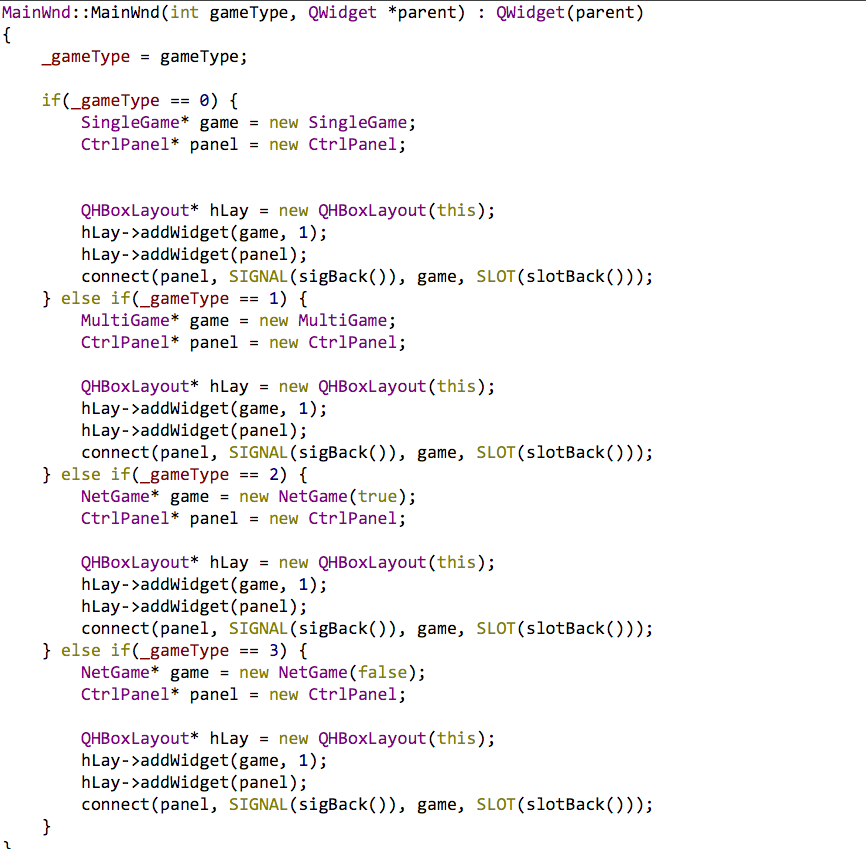 MainWnd::MainWnd(int gameType, QWidget *parent) : QWidget(parent)
{
    _gameType = gameType;

    if(_gameType == 0) {
        SingleGame* game = new SingleGame;
        CtrlPanel* panel = new CtrlPanel;


        QHBoxLayout* hLay = new QHBoxLayout(this);
        hLay->addWidget(game, 1);
        hLay->addWidget(panel);
        connect(panel, SIGNAL(sigBack()), game, SLOT(slotBack()));
    } else if(_gameType == 1) {
        MultiGame* game = new MultiGame;
        CtrlPanel* panel = new CtrlPanel;

        QHBoxLayout* hLay = new QHBoxLayout(this);
        hLay->addWidget(game, 1);
        hLay->addWidget(panel);
        connect(panel, SIGNAL(sigBack()), game, SLOT(slotBack()));
    } else if(_gameType == 2) {
        NetGame* game = new NetGame(true);
        CtrlPanel* panel = new CtrlPanel;

        QHBoxLayout* hLay = new QHBoxLayout(this);
        hLay->addWidget(game, 1);
        hLay->addWidget(panel);
        connect(panel, SIGNAL(sigBack()), game, SLOT(slotBack()));
    } else if(_gameType == 3) {
        NetGame* game = new NetGame(false);
        CtrlPanel* panel = new CtrlPanel;

        QHBoxLayout* hLay = new QHBoxLayout(this);
        hLay->addWidget(game, 1);
        hLay->addWidget(panel);
        connect(panel, SIGNAL(sigBack()), game, SLOT(slotBack()));
    }
}